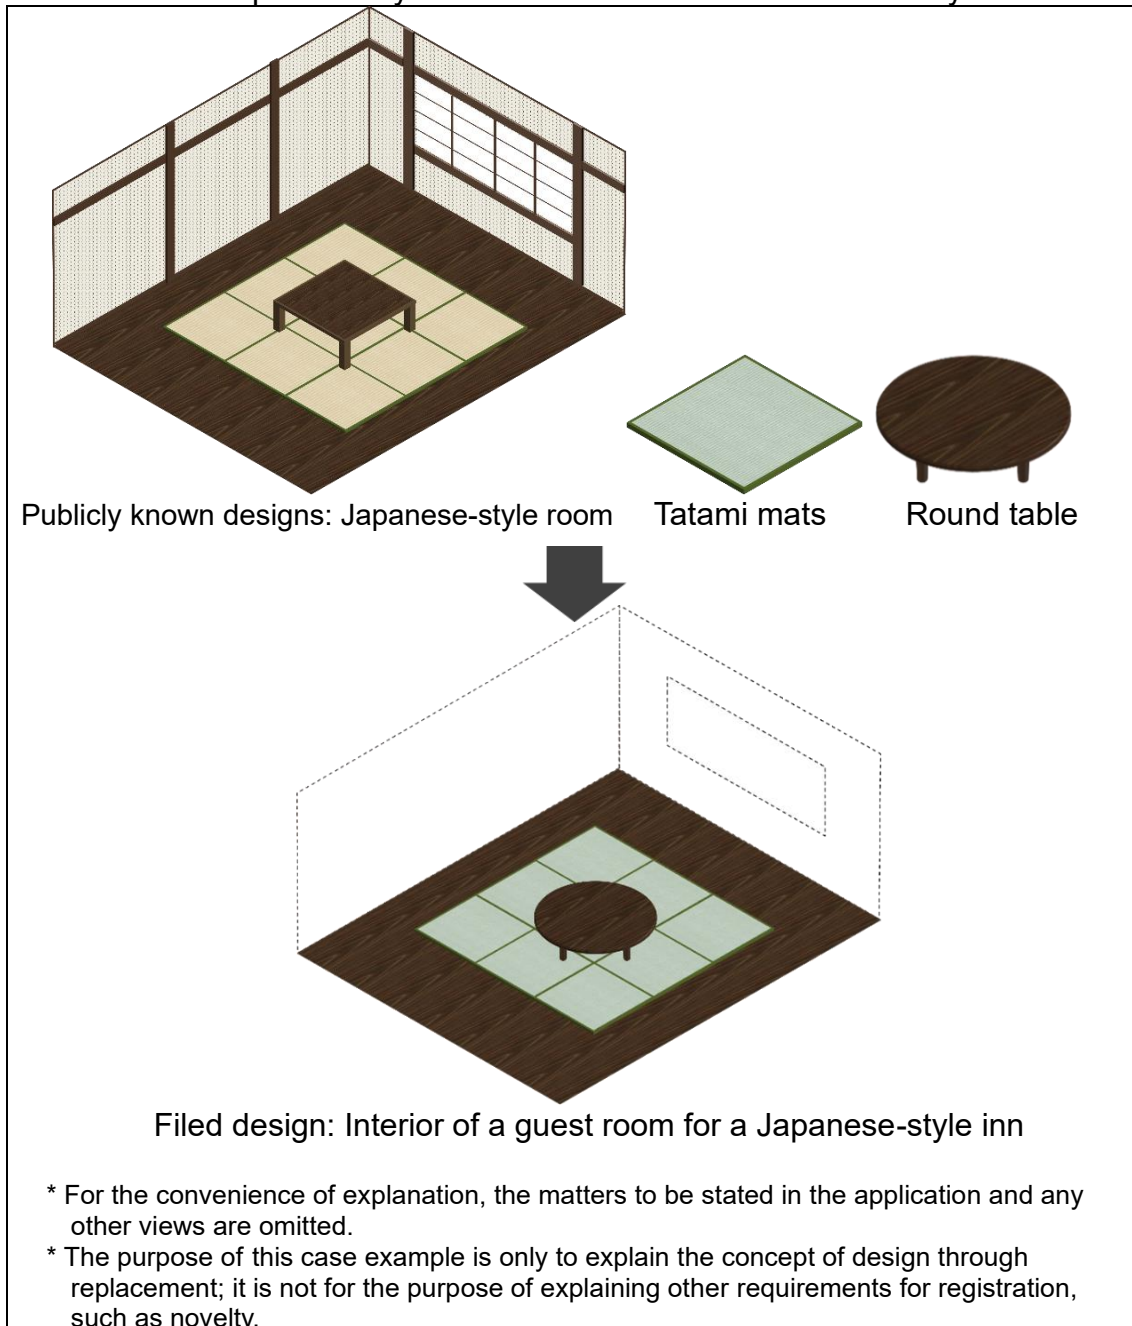 Publicly known designs: Japanese-style room Tatami mats Round table
Filed design: Interior of a guest room for a Japanese-style inn
* For the convenience of explanation, the matters to be stated in the application and any
other views are omitted.
* The purpose of this case example is only to explain the concept of design through
replacement; it is not for the purpose of explaining other requirements for registration,
such as novelty.